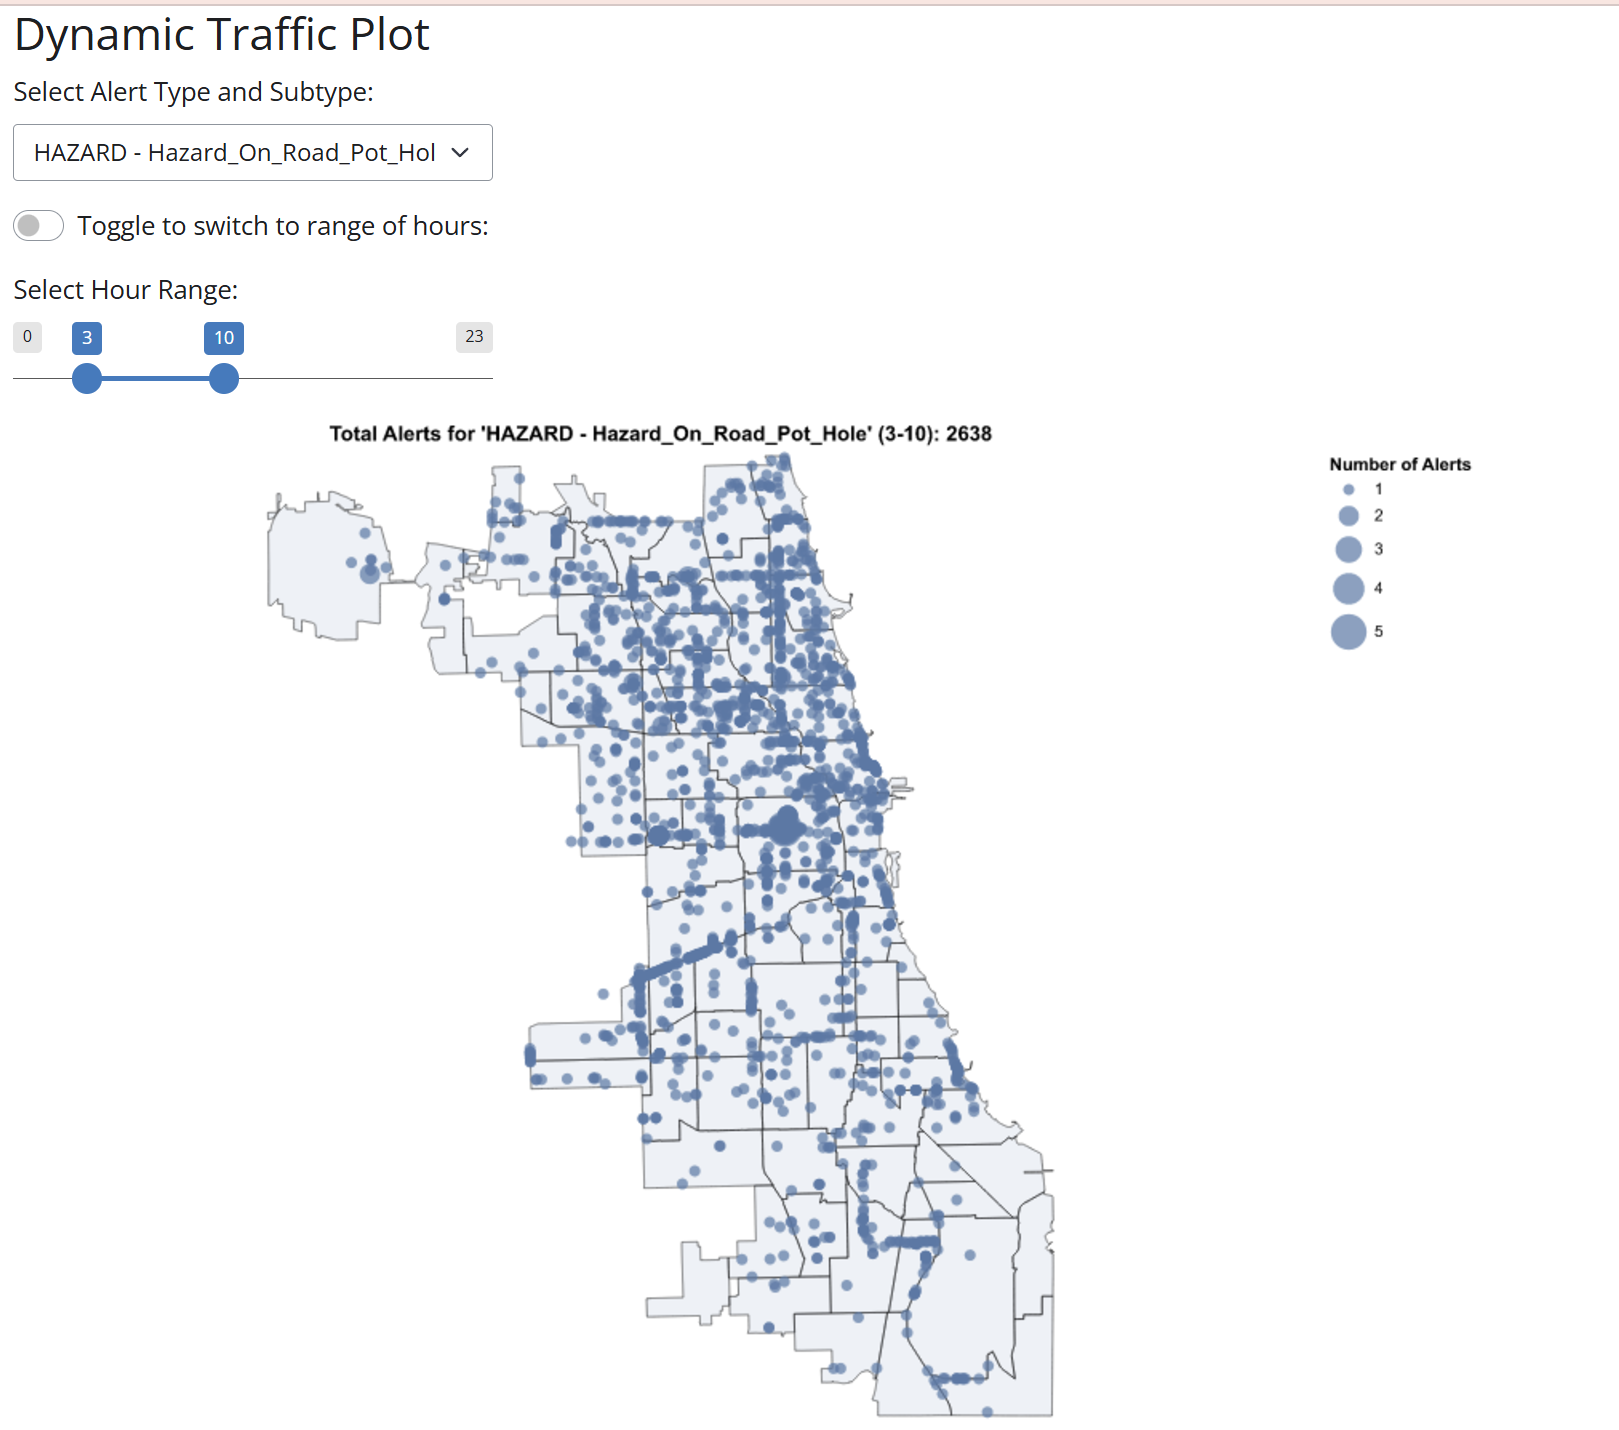 Dynamic Traffic Plot
Select Alert Type and Subtype:
HAZARD - Hazard_On_Road_Pot_Hol
Toggle to switch to range of hours:
Select Hour Range:
0 3 10 23
Total Alerts for 'HAZARD - Hazard_On_Road_Pot_Hole' (3-10): 2638
Number of Alerts
1
2
3
4
5